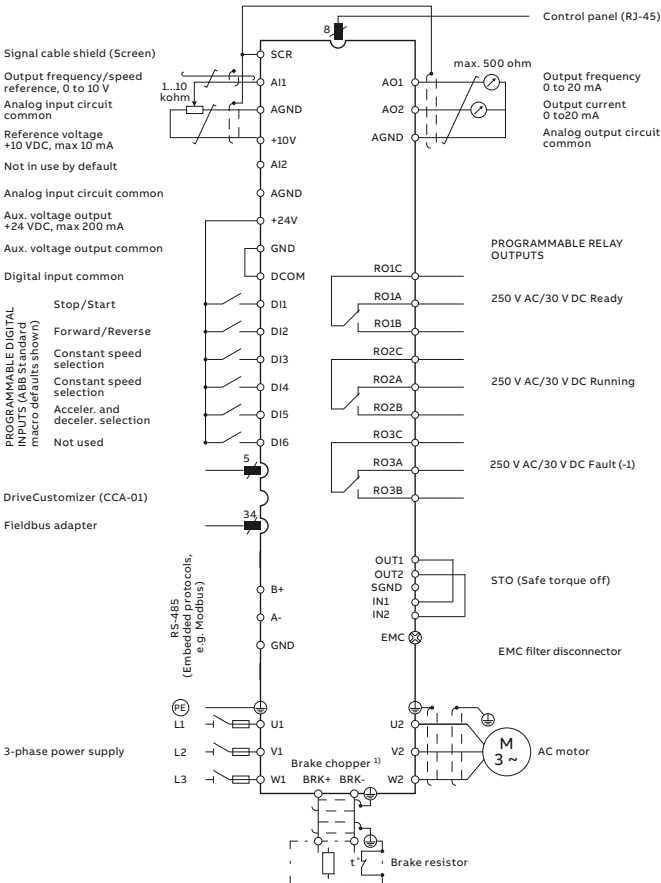 Control panel (RJ-45)
8
Signal cable shield (Screen)
SCR
Output frequency/speed
reference, 0 to 10 V
AI1
1...10
kohm
Analog input circuit
common
AGND
Reference voltage
+10 VDC, max 10 mA
+10V
Not in use by default
AI2
Analog input circuit common
AGND
Aux. voltage output
+24 VDC, max 200 mA
+24V
Aux. voltage output common
GND
Digital input common
DCOM
PROGRAMMABLE DIGITAL
INPUTS (ABB Standard
macro defaults shown)
Stop/Start
DI1
Forward/Reverse
DI2
Constant speed
selection
DI3
Constant speed
selection
DI4
Acceler. and
deceler. selection
DI5
Not used
DI6
5
DriveCustomizer (CCA-01)
34
Fieldbus adapter
RS-485
(Embedded protocols,
e.g. Modbus)
B+
A-
GND
PE
L1
U1
3-phase power supply
L2
V1
L3
W1
max. 500 ohm
AO1
Output frequency
0 to 20 mA
AO2
Output current
0 to20 mA
AGND
Analog output circuit
common
PROGRAMMABLE RELAY
OUTPUTS
RO1C
RO1A
250 V AC/30 V DC Ready
RO1B
RO2C
RO2A
250 V AC/30 V DC Running
RO2B
RO3C
RO3A
250 V AC/30 V DC Fault (-1)
RO3B
OUT1
OUT2
SGND
IN1
IN2
STO (Safe torque off)
EMC
EMC filter disconnector
U2
V2
W2
M
3 ~
AC motor
Brake chopper 1)
BRK+ BRK-
t°
Brake resistor